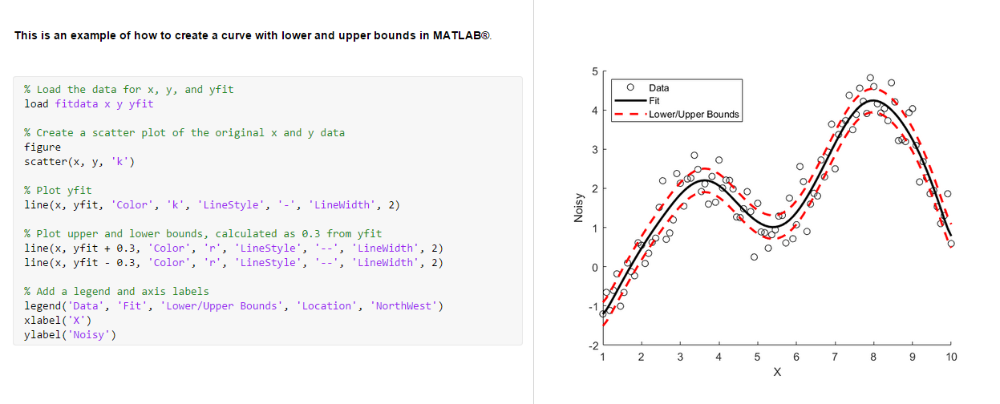 This is an example of how to create a curve with lower and upper bounds in MATLAB®.
% Load the data for x, y, and yfit
load fitdata x y yfit
% Create a scatter plot of the original x and y data
figure
scatter(x, y, 'k')
% Plot yfit
line(x, yfit, 'Color', 'k', 'LineStyle', '-', 'LineWidth', 2)
% Plot upper and lower bounds, calculated as 0.3 from yfit
line(x, yfit + 0.3, 'Color', 'r', 'LineStyle', '--', 'LineWidth', 2)
line(x, yfit - 0.3, 'Color', 'r', 'LineStyle', '--', 'LineWidth', 2)
% Add a legend and axis labels
legend('Data', 'Fit', 'Lower/Upper Bounds', 'Location', 'NorthWest')
xlabel('X')
ylabel('Noisy')
5
4
3
2
1
0
-1
-2
Noisy
Data
Fit
Lower/Upper Bounds
1 2 3 4 5 6 7 8 9 10
X